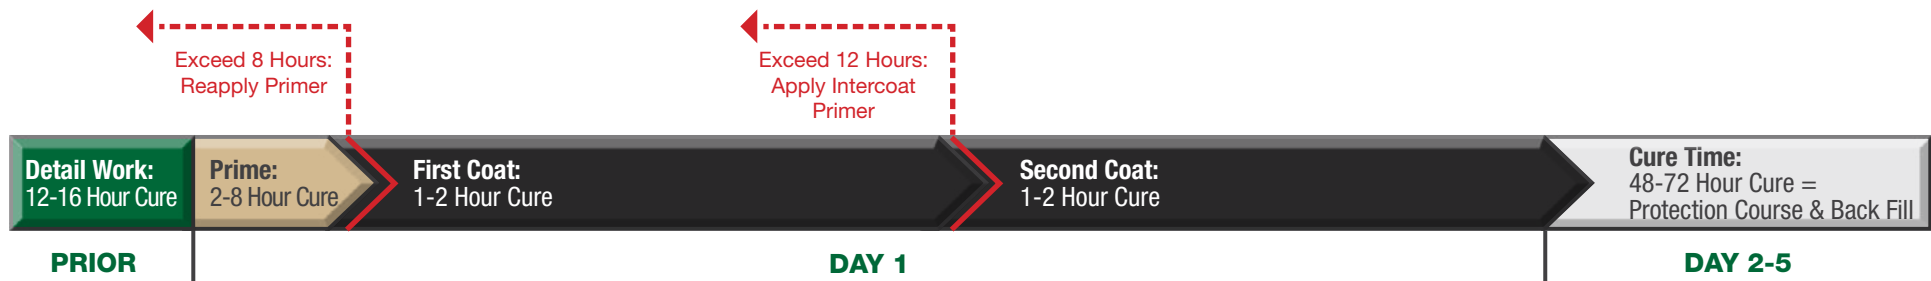 Exceed 8 Hours:
Reapply Primer
Exceed 12 Hours:
Apply Intercoat
Primer
Detail Work:
12-16 Hour Cure
Prime:
2-8 Hour Cure
First Coat:
1-2 Hour Cure
Second Coat:
1-2 Hour Cure
Cure Time:
48-72 Hour Cure =
Protection Course & Back Fill
PRIOR
DAY 1
DAY 2-5